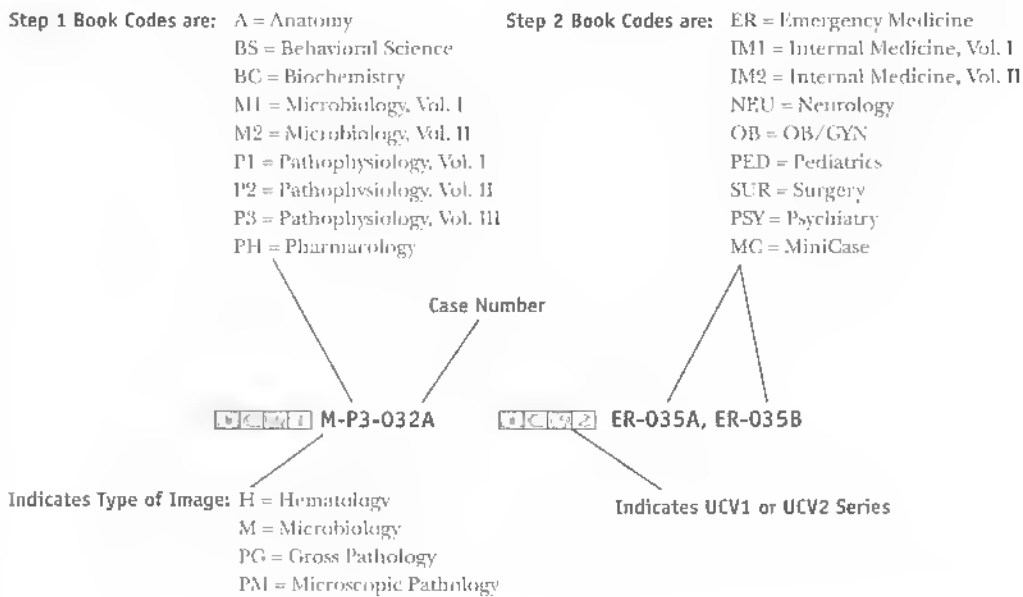 Step 1 Book Codes are: A = Anatomy
BS = Behavioral Science
BC = Biochemistry
M1 = Microbiology, Vol. I
M2 = Microbiology, Vol. II
P1 = Pathophysiology, Vol. I
P2 = Pathophysiology, Vol. II
P3 = Pathophysiology, Vol. III
PH = Pharmacology
Step 2 Book Codes are: ER = Emergency Medicine
IM1 = Internal Medicine, Vol. I
IM2 = Internal Medicine, Vol. II
NEU = Neurology
OB = OB/GYN
PED = Pediatrics
SUR = Surgery
PSY = Psychiatry
MC = MiniCase
Case Number
M-P3-032A
ER-035A, ER-035B
Indicates Type of Image: H = Hematology
M = Microbiology
PG = Gross Pathology
PM = Microscopic Pathology
Indicates UCV1 or UCV2 Series